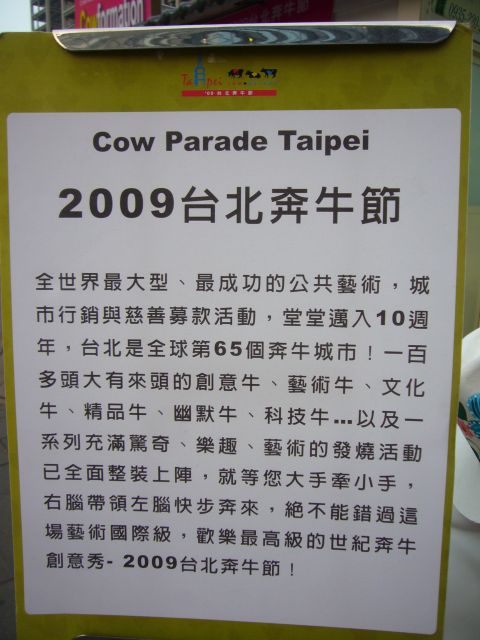 Cowformation
Taipei
'09 台北奔牛節
Cow Parade Taipei
2009台北奔牛節
全世界最大型、最成功的公共藝術，城
市行銷與慈善募款活動，堂堂邁入10週
年，台北是全球第65個奔牛城市！一百
多頭大有來頭的創意牛、藝術牛、文化
牛、精品牛、幽默牛、科技牛...以及一
系列充滿驚奇、樂趣、藝術的發燒活動
已全面整裝上陣，就等您大手牽小手，
右腦帶領左腦快步奔來，絕不能錯過這
場藝術國際級，歡樂最高級的世紀奔牛
創意秀- 2009台北奔牛節！